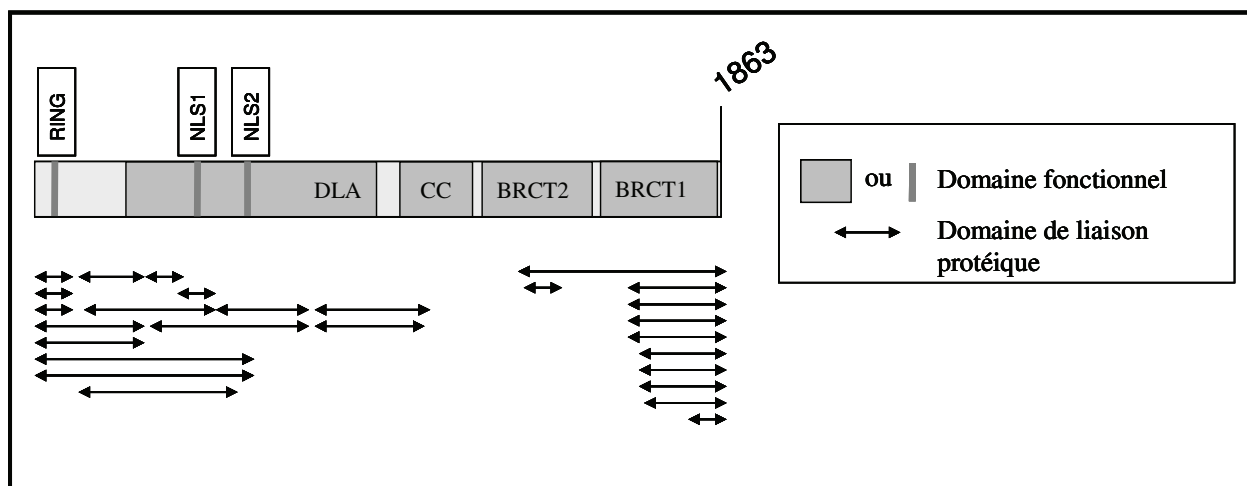 1863
RING
NLS1
NLS2
DLA
CC
BRCT2
BRCT1
ou
Domaine fonctionnel
Domaine de liaison
protéique